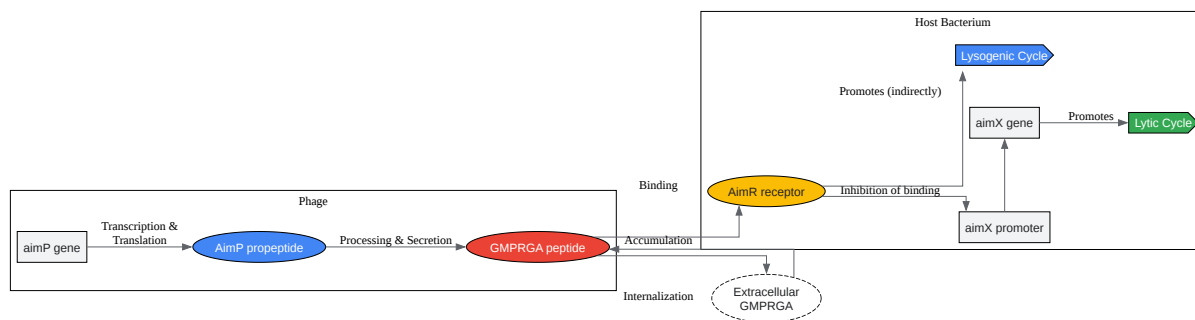 Host Bacterium
Lysogenic Cycle
Promotes (indirectly)
aimX gene
Promotes
Lytic Cycle
Binding
AimR receptor
Inhibition of binding
aimX promoter
Phage
aimP gene
Transcription &
Translation
AimP propeptide
Processing & Secretion
GMPRGA peptide
Accumulation
Internalization
Extracellular
GMPRGA